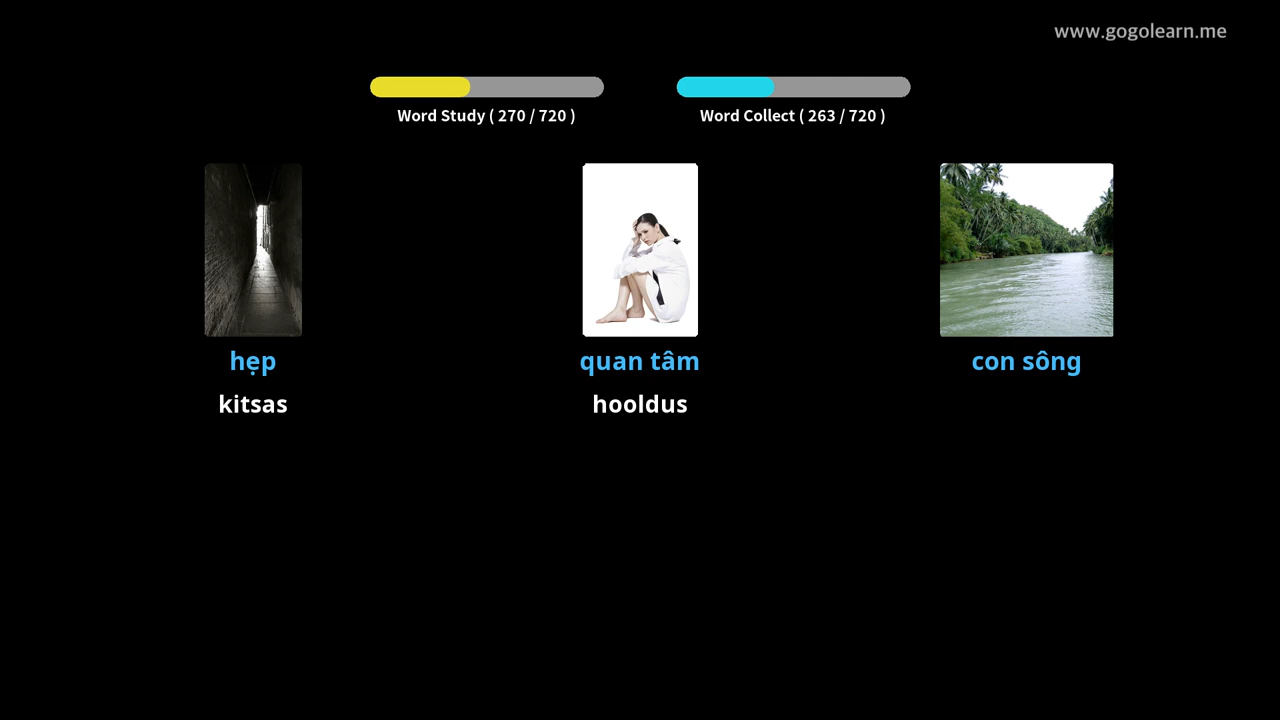 www.gogolearn.me
Word Study ( 270 / 720 )
Word Collect ( 263 / 720 )
hẹp
quan tâm
con sông
kitsas
hooldus